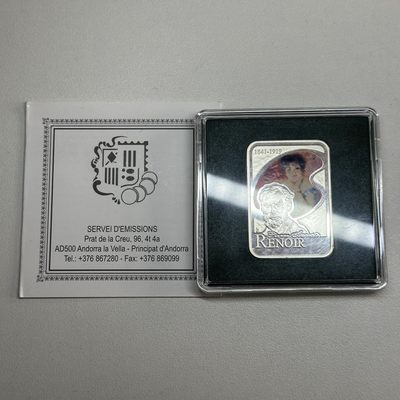 SERVEI D'EMISSIONS
Prat de la Creu, 96, 4t 4a
AD500 Andorra la Vella - Principat d'Andorra
Tel.: +376 867280 - Fax: +376 869099
1841-1919
RENOIR